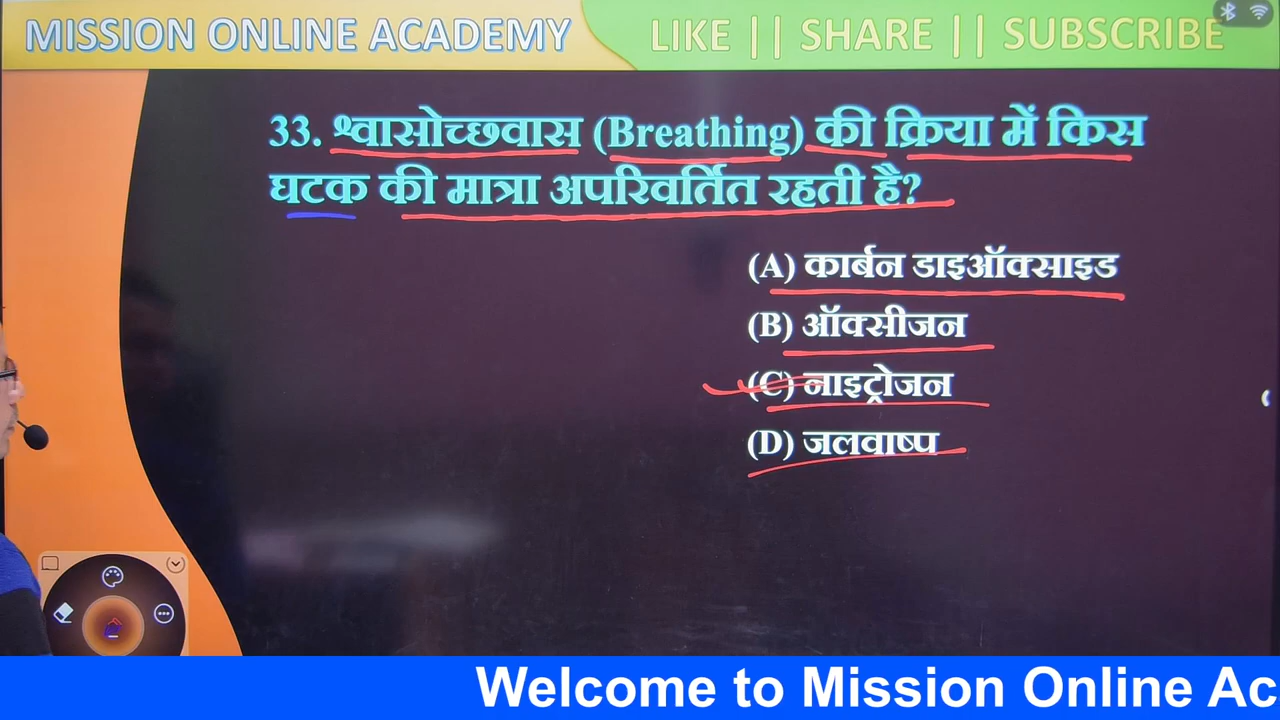 MISSION ONLINE ACADEMY
LIKE || SHARE || SUBSCRIBE
33. श्वासोच्छ्वास (Breathing) की क्रिया में किस
घटक की मात्रा अपरिवर्तित रहती है?
(A) कार्बन डाइऑक्साइड
(B) ऑक्सीजन
(C) नाइट्रोजन
(D) जलवाष्प
Welcome to Mission Online Ac